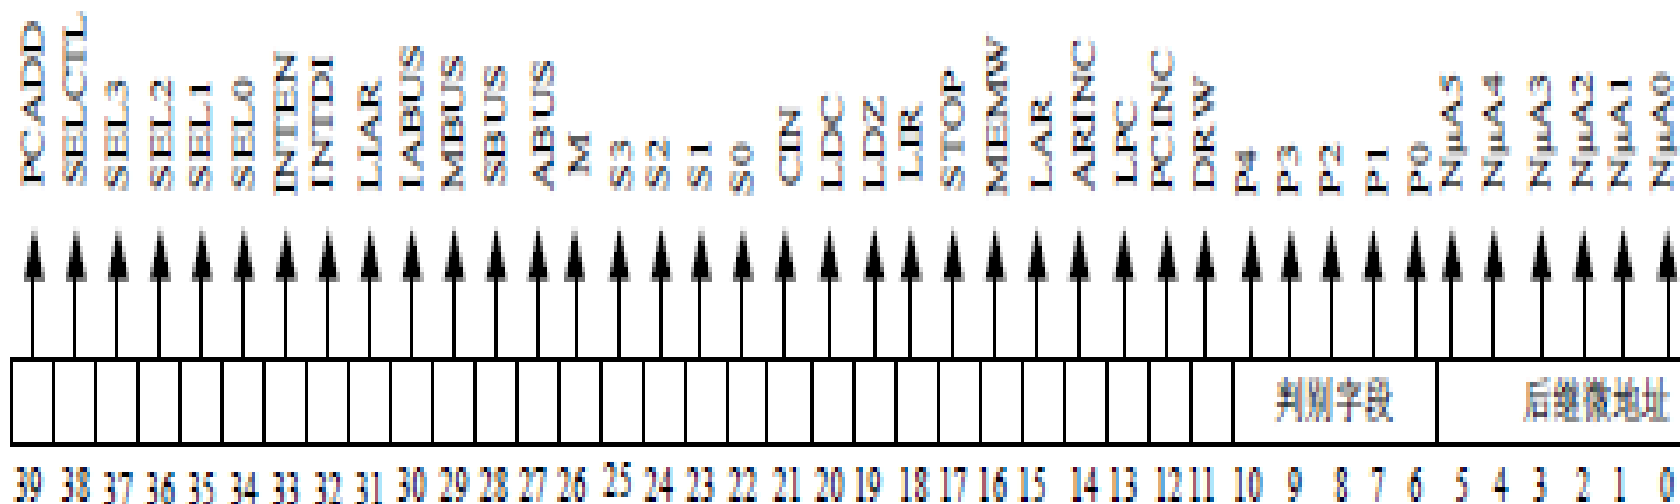 PCADD SELCTL SEL3 SEL2 SEL1 SEL0 INTEN INTDI LIAR IABUS MBUS SBUS ABUS M S3 S2 S1 S0 CIN LDC LDZ LIR STOP MEMW LAR ARINC LPC PCINC DRW P4 P3 P2 P1 P0 NμA5 NμA4 NμA3 NμA2 NμA1 NμA0
判别字段 后继微地址
39 38 37 36 35 34 33 32 31 30 29 28 27 26 25 24 23 22 21 20 19 18 17 16 15 14 13 12 11 10 9 8 7 6 5 4 3 2 1 0